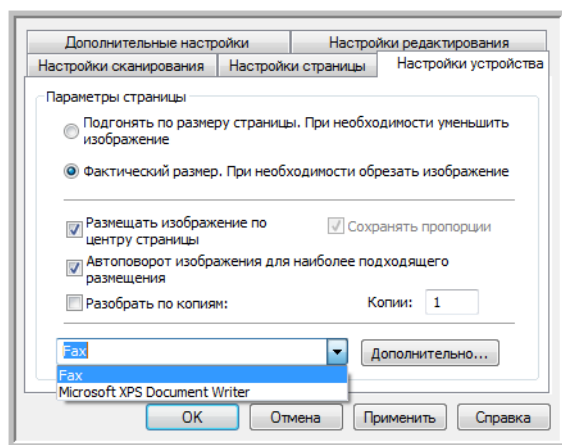 Дополнительные настройки
Настройки редактирования
Настройки сканирования
Настройки страницы
Настройки устройства
Параметры страницы
Подгонять по размеру страницы. При необходимости уменьшить
изображение
Фактический размер. При необходимости обрезать изображение
Размещать изображение по
центру страницы
Сохранять пропорции
Автоповорот изображения для наиболее подходящего
размещения
Разобрать по копиям:
Копии: 1
Fax
Дополнительно...
Fax
Microsoft XPS Document Writer
OK
Отмена
Применить
Справка